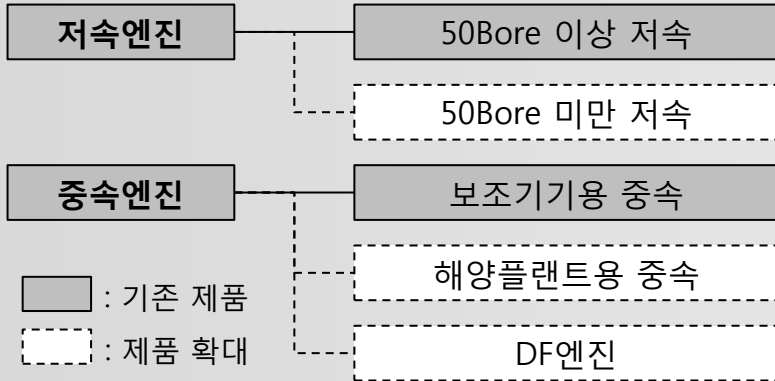 저속엔진
50Bore 이상 저속
50Bore 미만 저속
중속엔진
보조기기용 중속
해양플랜트용 중속
DF엔진
: 기존 제품
: 제품 확대